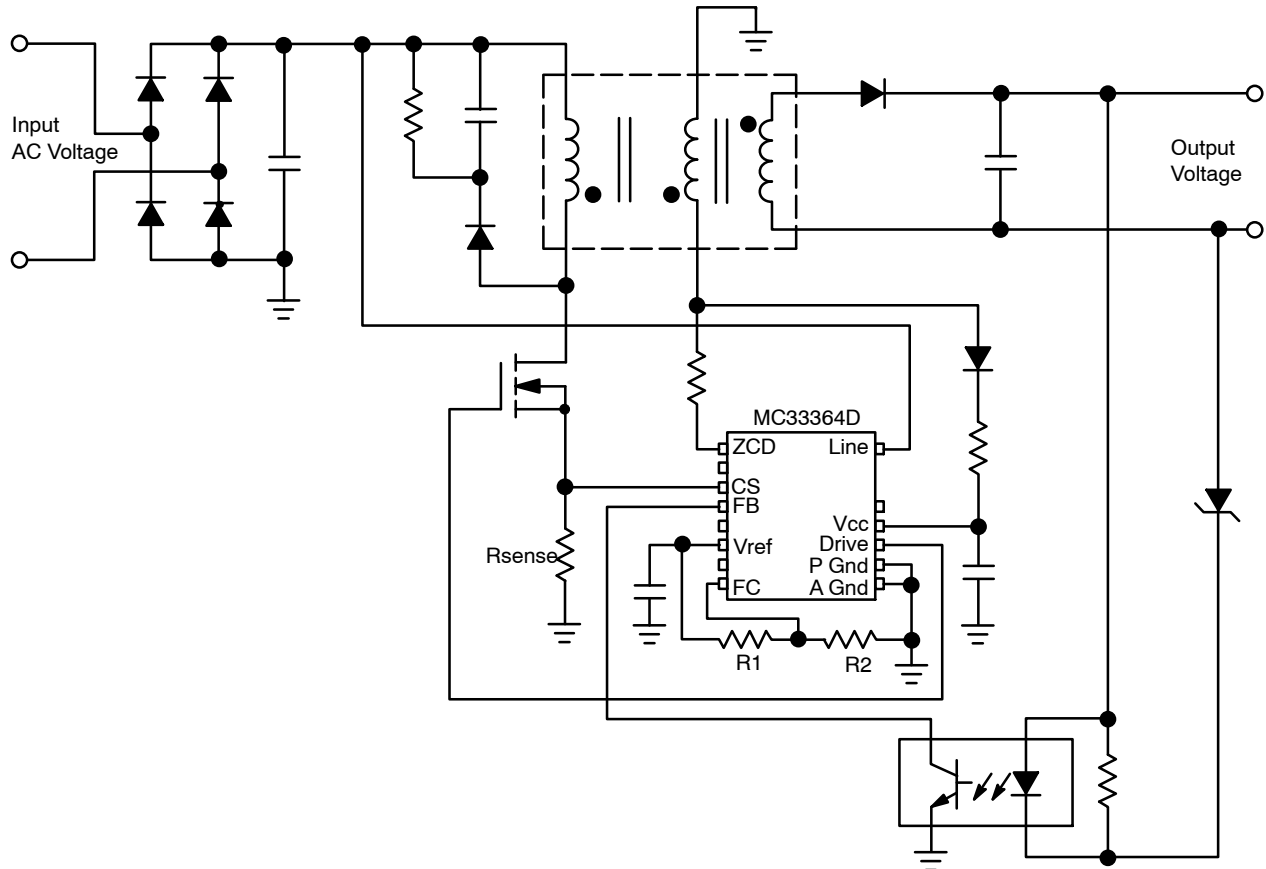 Input
AC Voltage
Output
Voltage
MC33364D
ZCD
Line
CS
FB
Vcc
Vref
Drive
P Gnd
FC
A Gnd
Rsense
R1
R2